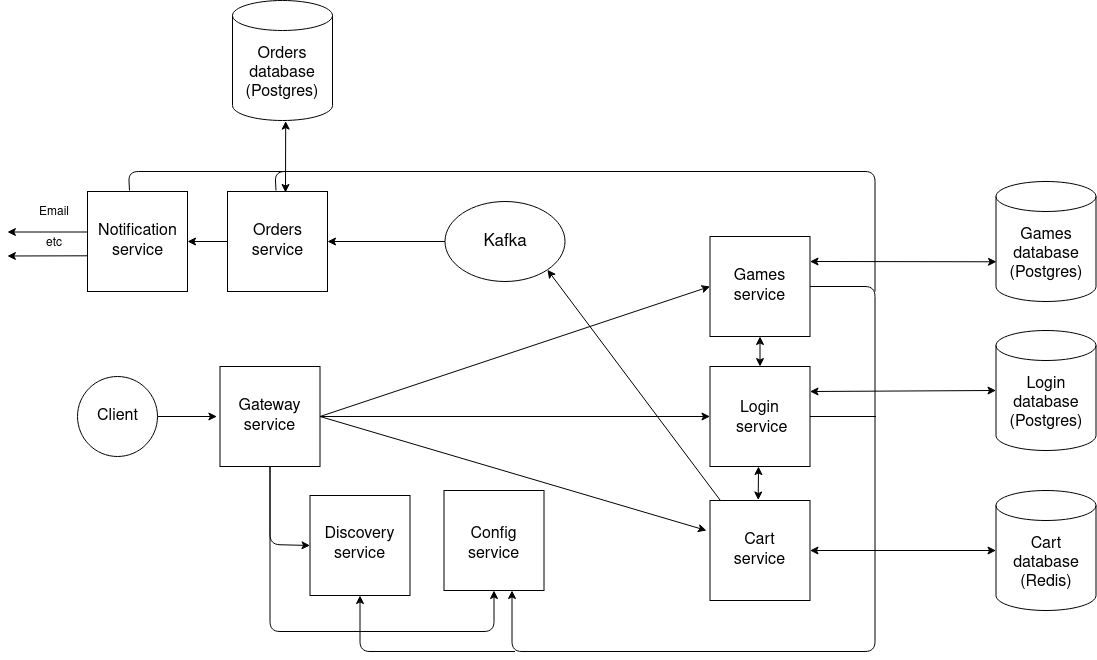 Orders
database
(Postgres)
Email
etc
Notification
service
Orders
service
Kafka
Games
service
Games
database
(Postgres)
Client
Gateway
service
Login
service
Login
database
(Postgres)
Discovery
service
Config
service
Cart
service
Cart
database
(Redis)